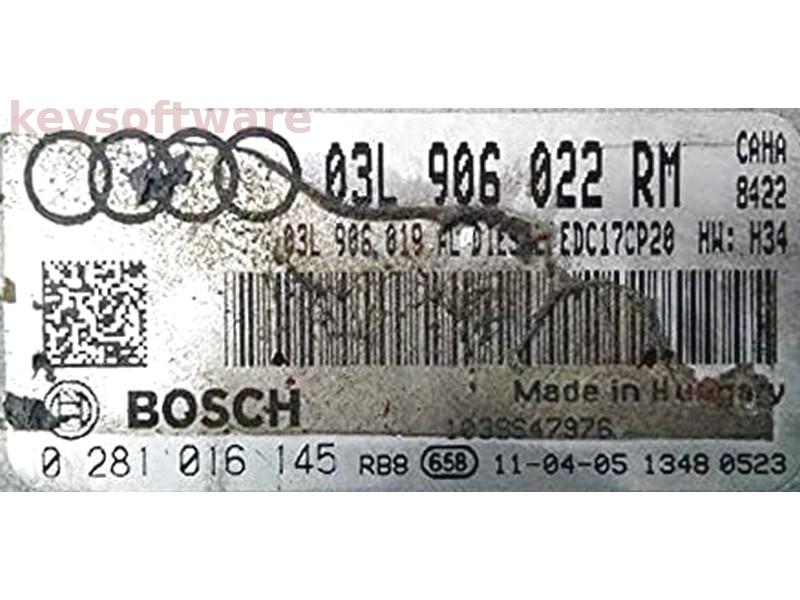 keysoftware
03L 906 022 RM
CAHA
8422
03L 906 019 AL DIESEL EDC17CP20 HW: H34
BOSCH
Made in Hungary
1039S47976
0 281 016 145 RB8 658 11-04-05 1348 0523